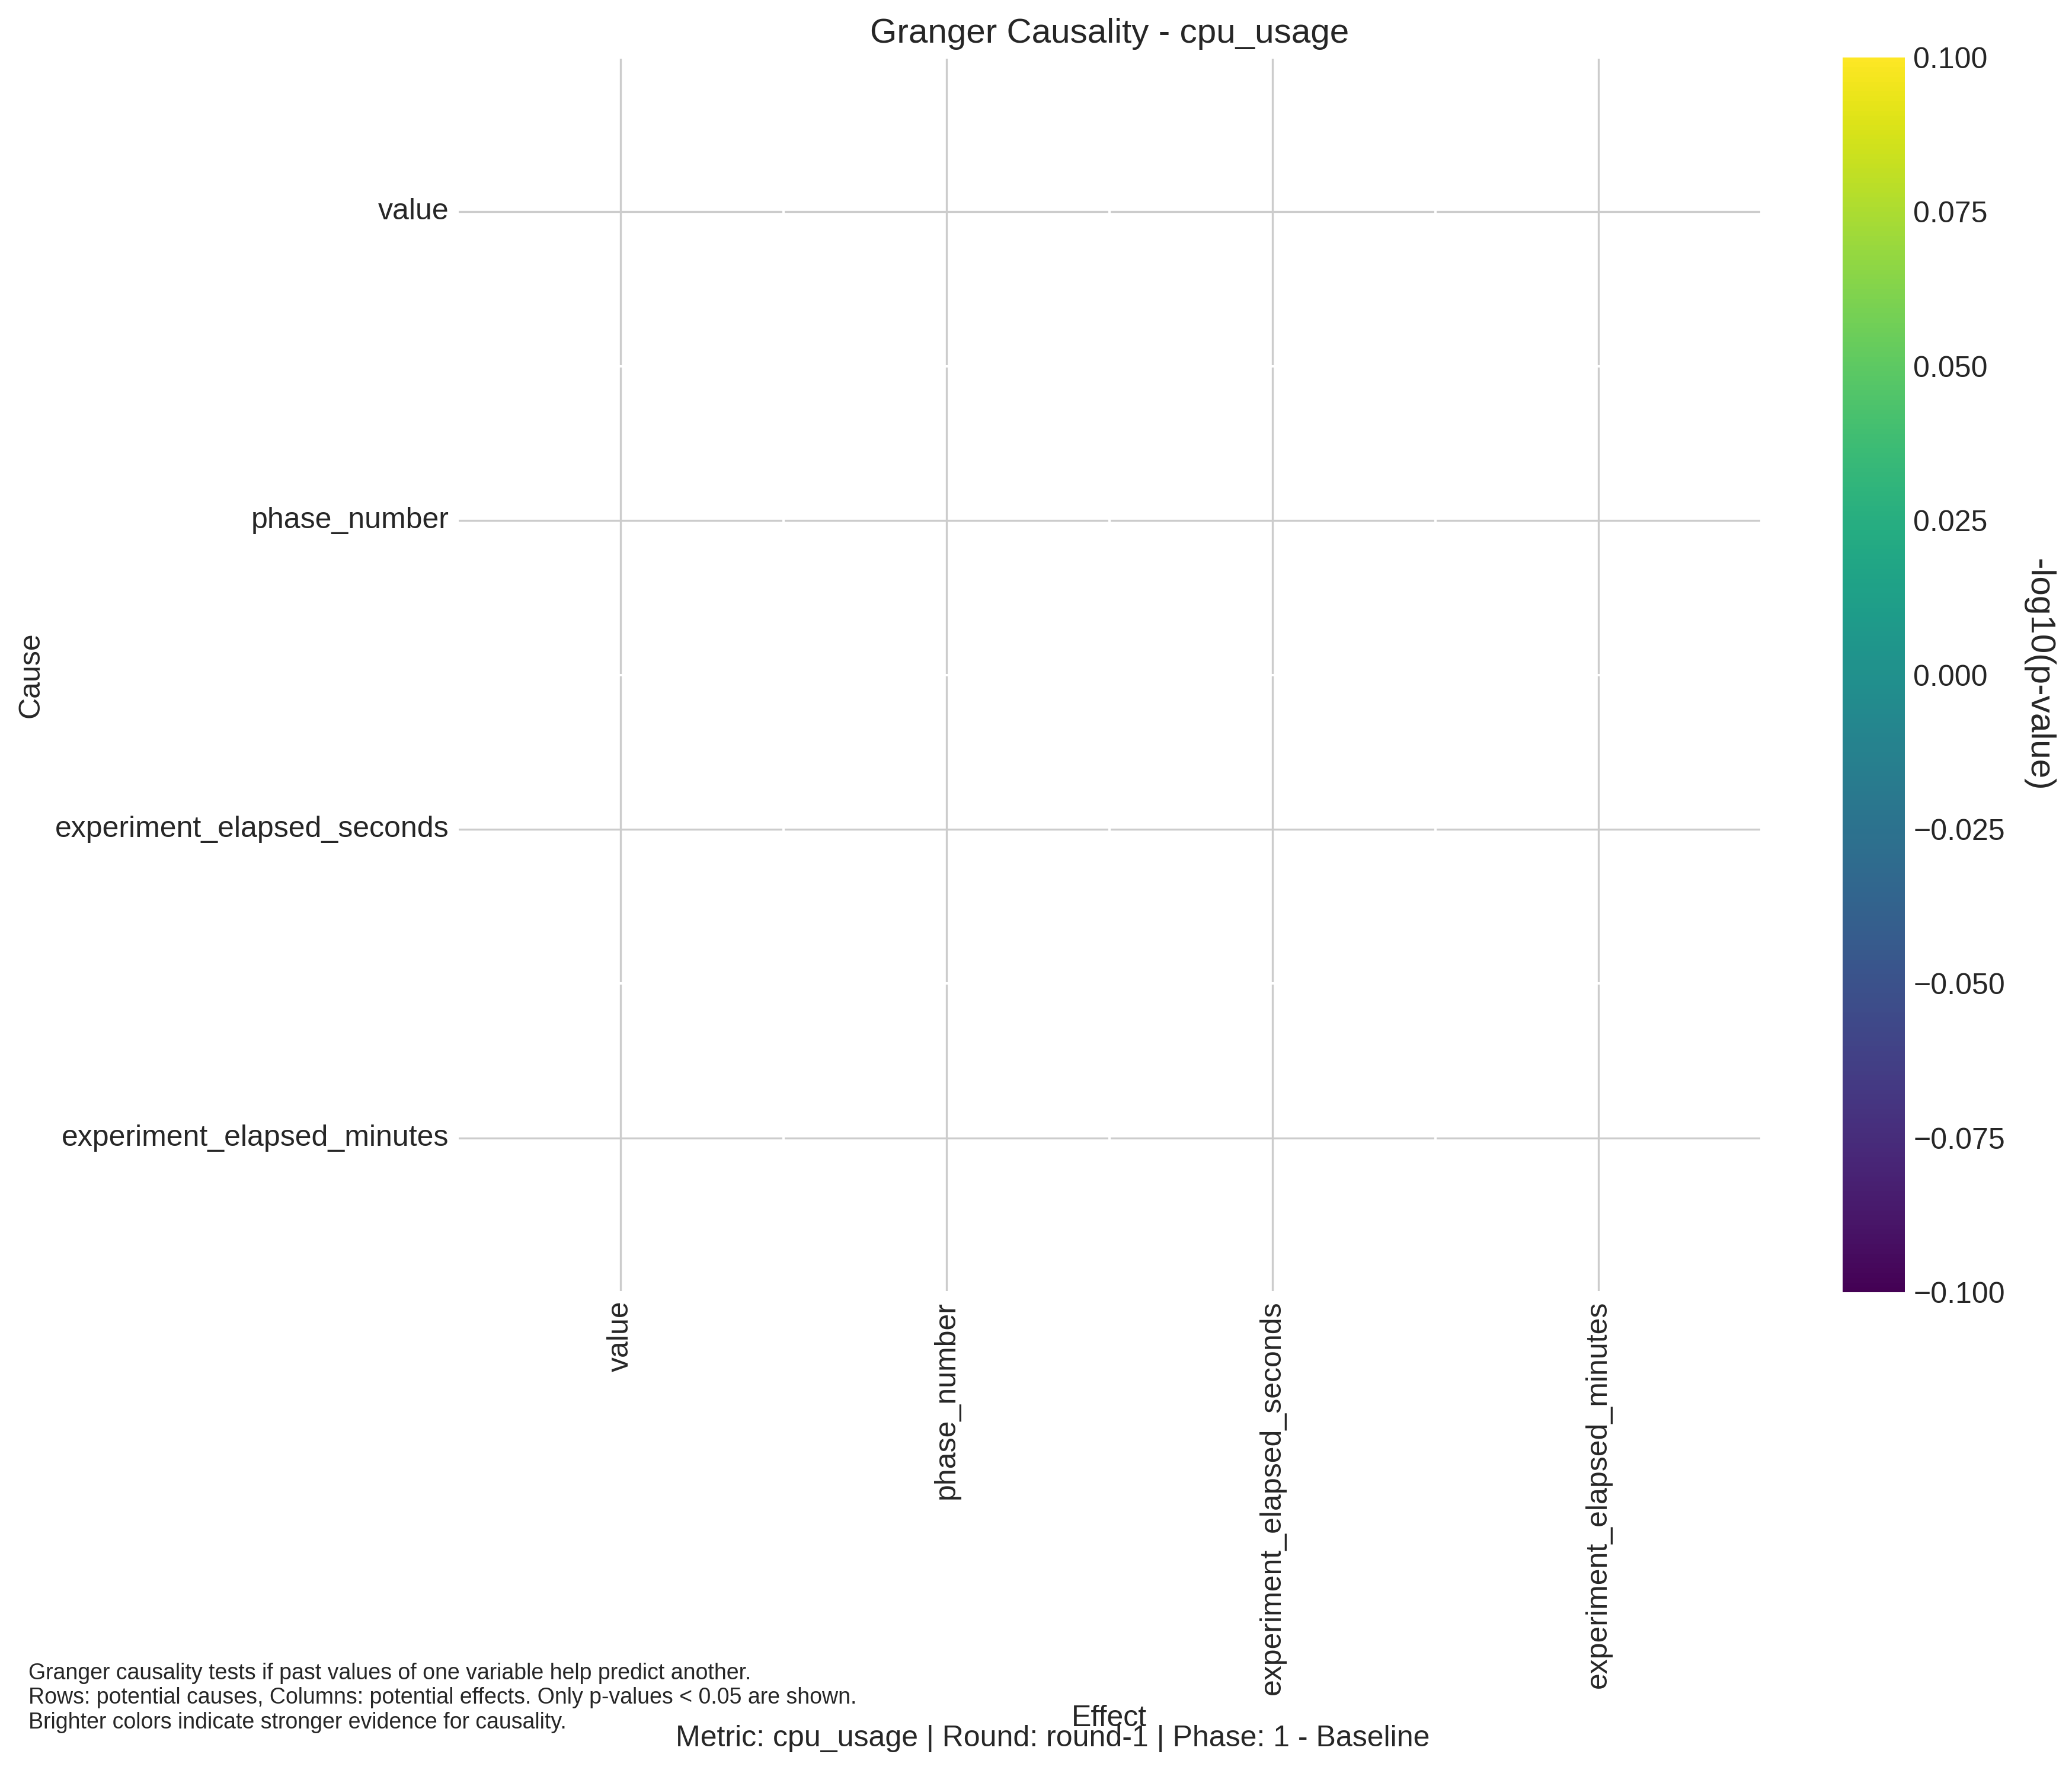 Granger Causality - cpu_usage
value
phase_number
experiment_elapsed_seconds
experiment_elapsed_minutes
Cause
value
phase_number
experiment_elapsed_seconds
experiment_elapsed_minutes
Effect
0.100
0.075
0.050
0.025
0.000
−0.025
−0.050
−0.075
−0.100
-log10(p-value)
Granger causality tests if past values of one variable help predict another.
Rows: potential causes, Columns: potential effects. Only p-values < 0.05 are shown.
Brighter colors indicate stronger evidence for causality.
Metric: cpu_usage | Round: round-1 | Phase: 1 - Baseline